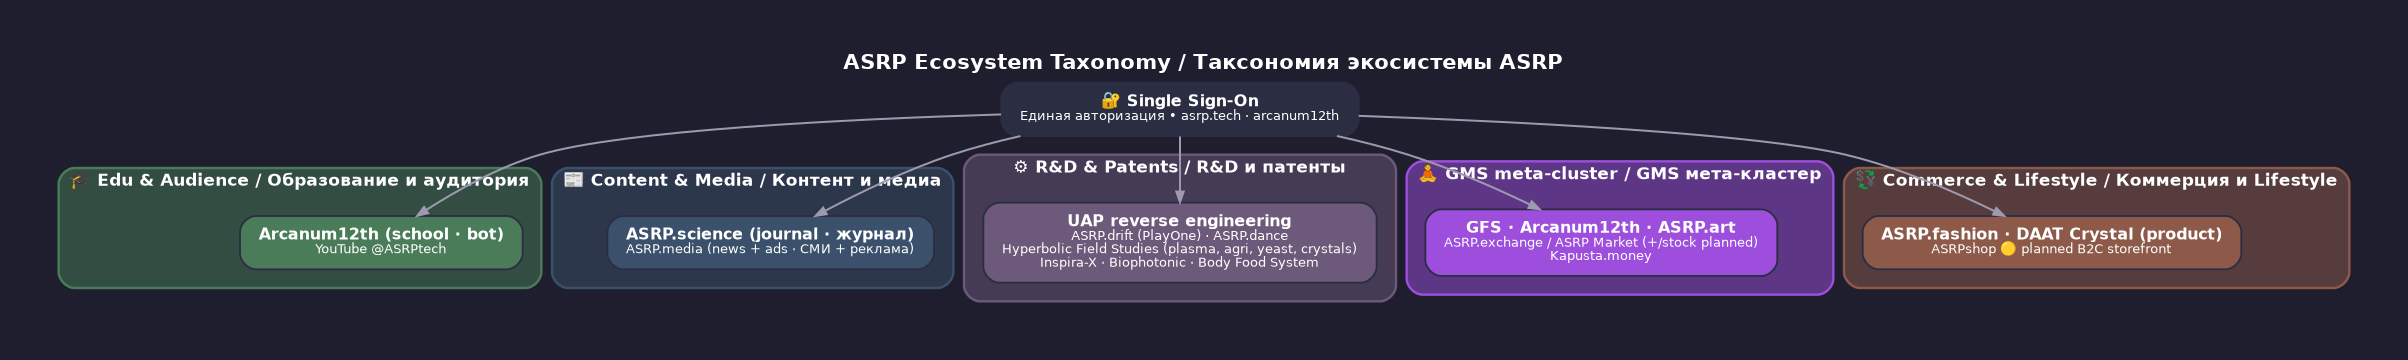 ASRP Ecosystem Taxonomy / Таксономия экосистемы ASRP
🔐 Single Sign-On
Единая авторизация • asrp.tech · arcanum12th
🎓 Edu & Audience / Образование и аудитория
Arcanum12th (school · bot)
YouTube @ASRPtech
📰 Content & Media / Контент и медиа
ASRP.science (journal · журнал)
ASRP.media (news + ads · СМИ + реклама)
⚙ R&D & Patents / R&D и патенты
UAP reverse engineering
ASRP.drift (PlayOne) · ASRP.dance
Hyperbolic Field Studies (plasma, agri, yeast, crystals)
Inspira-X · Biophotonic · Body Food System
🧘 GMS meta-cluster / GMS мета-кластер
GFS · Arcanum12th · ASRP.art
ASRP.exchange / ASRP Market (+/stock planned)
Kapusta.money
💱 Commerce & Lifestyle / Коммерция и Lifestyle
ASRP.fashion · DAAT Crystal (product)
ASRPshop 🟡 planned B2C storefront